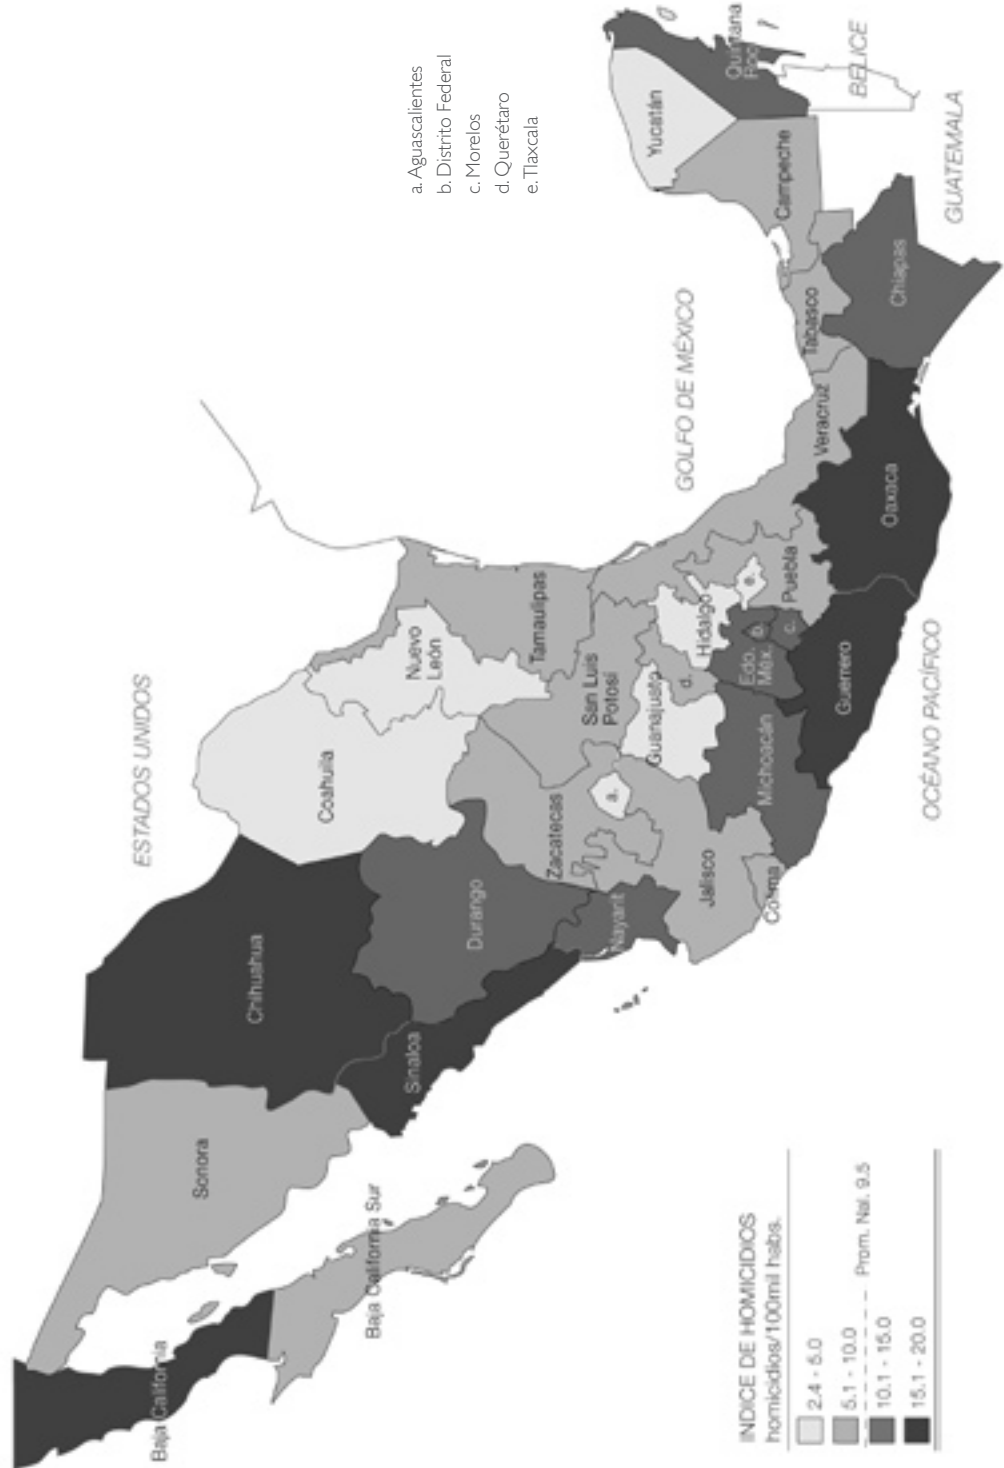 ESTADOS UNIDOS
Baja California
Sonora
Chihuahua
Coahuila
Nuevo
León
Baja California Sur
Sinaloa
Durango
Tamaulipas
Zacatecas
San Luis
Potosí
Nayarit
a.
Jalisco
Guanajuato
d.
Hidalgo
Colima
Michoacán
Edo.
Méx.
b.
c.
e.
Puebla
Guerrero
Veracruz
Oaxaca
Tabasco
Chiapas
Campeche
Yucatán
Quintana
Roo
BELICE
GUATEMALA
GOLFO DE MÉXICO
OCÉANO PACÍFICO
a. Aguascalientes
b. Distrito Federal
c. Morelos
d. Querétaro
e. Tlaxcala
INDICE DE HOMICIDIOS
homicidios/100mil habs.
2.4 - 5.0
5.1 - 10.0
Prom. Nal. 9.5
10.1 - 15.0
15.1 - 20.0